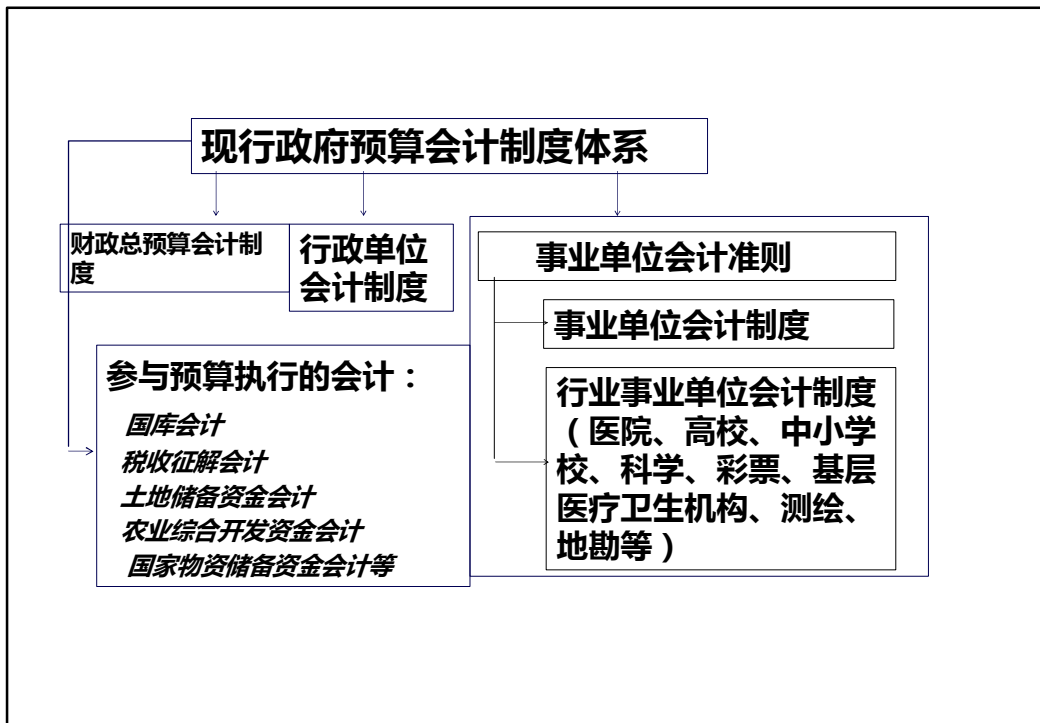 现行政府预算会计制度体系
财政总预算会计制
度
行政单位
会计制度
参与预算执行的会计：
国库会计
税收征解会计
土地储备资金会计
农业综合开发资金会计
国家物资储备资金会计等
事业单位会计准则
事业单位会计制度
行业事业单位会计制度
（医院、高校、中小学
校、科学、彩票、基层
医疗卫生机构、测绘、
地勘等）